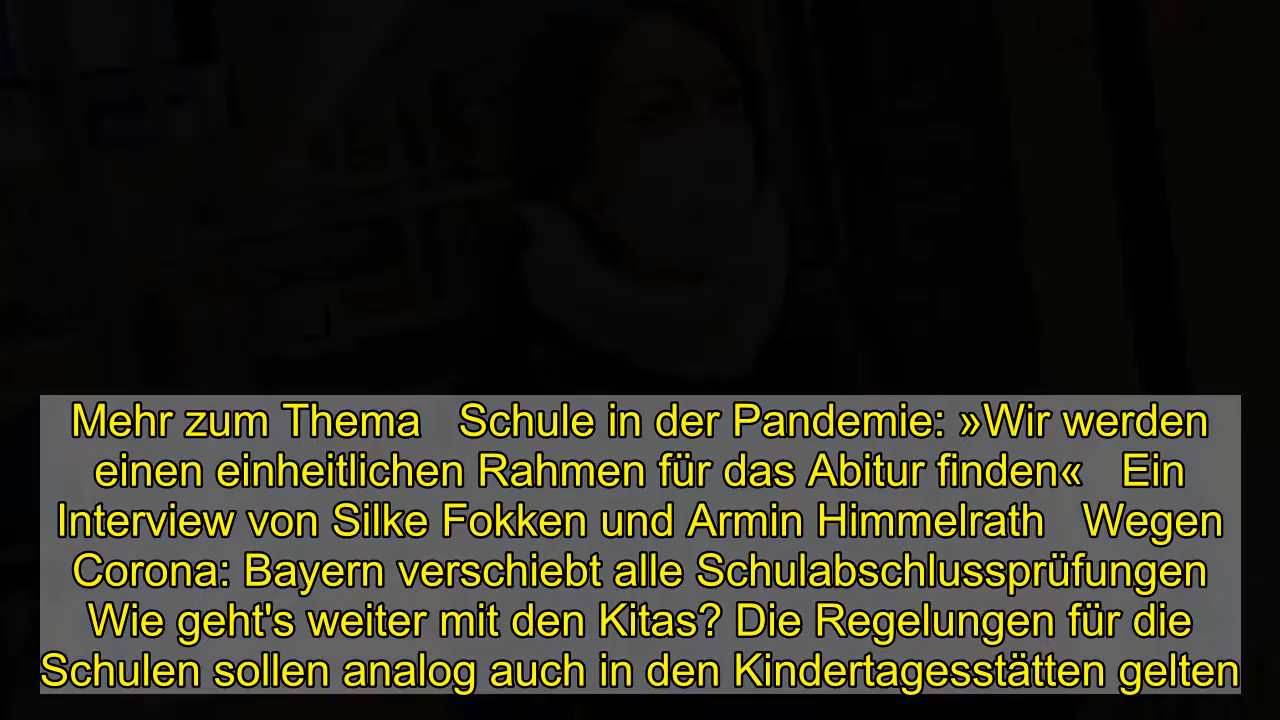 Mehr zum Thema   Schule in der Pandemie: »Wir werden
einen einheitlichen Rahmen für das Abitur finden«   Ein
Interview von Silke Fokken und Armin Himmelrath   Wegen
Corona: Bayern verschiebt alle Schulabschlussprüfungen
Wie geht's weiter mit den Kitas? Die Regelungen für die
Schulen sollen analog auch in den Kindertagesstätten gelten